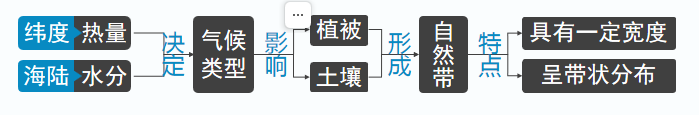 纬度 热量
海陆 水分
决定
气候
类型
影响
植被
土壤
形成
自然带
特点
具有一定宽度
呈带状分布